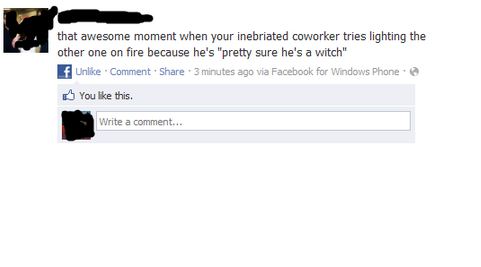 that awesome moment when your inebriated coworker tries lighting the
other one on fire because he's "pretty sure he's a witch"
f Unlike · Comment · Share · 3 minutes ago via Facebook for Windows Phone ·
You like this.
Write a comment...